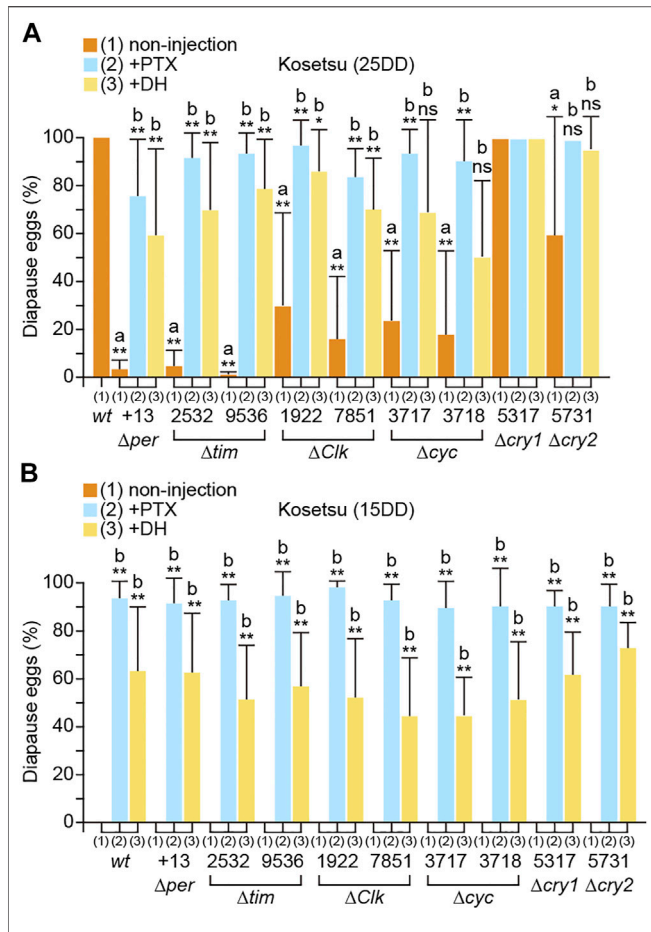 A
(1) non-injection
(2) +PTX
(3) +DH
Kosetsu (25DD)
Diapause eggs (%)
100
80
60
40
20
0
a ** b ** b **
a ** b ** b **
a ** b ** b **
a ** b ** b *
a ** b ** b **
a ** b ** b ns
a ** b ** b ns
a * b ns b ns
(1) (1) (2) (3) (1) (2) (3) (1) (2) (3) (1) (2) (3) (1) (2) (3) (1) (2) (3) (1) (2) (3) (1) (2) (3) (1) (2) (3)
wt +13 2532 9536 1922 7851 3717 3718 5317 5731
Δper Δtim ΔClk Δcyc Δcry1 Δcry2
B
(1) non-injection
(2) +PTX
(3) +DH
Kosetsu (15DD)
Diapause eggs (%)
100
80
60
40
20
0
b ** b **
b ** b **
b ** b **
b ** b **
b ** b **
b ** b **
b ** b **
b ** b **
b ** b **
b ** b **
(1) (2) (3) (1) (2) (3) (1) (2) (3) (1) (2) (3) (1) (2) (3) (1) (2) (3) (1) (2) (3) (1) (2) (3) (1) (2) (3) (1) (2) (3)
wt +13 2532 9536 1922 7851 3717 3718 5317 5731
Δper Δtim ΔClk Δcyc Δcry1 Δcry2